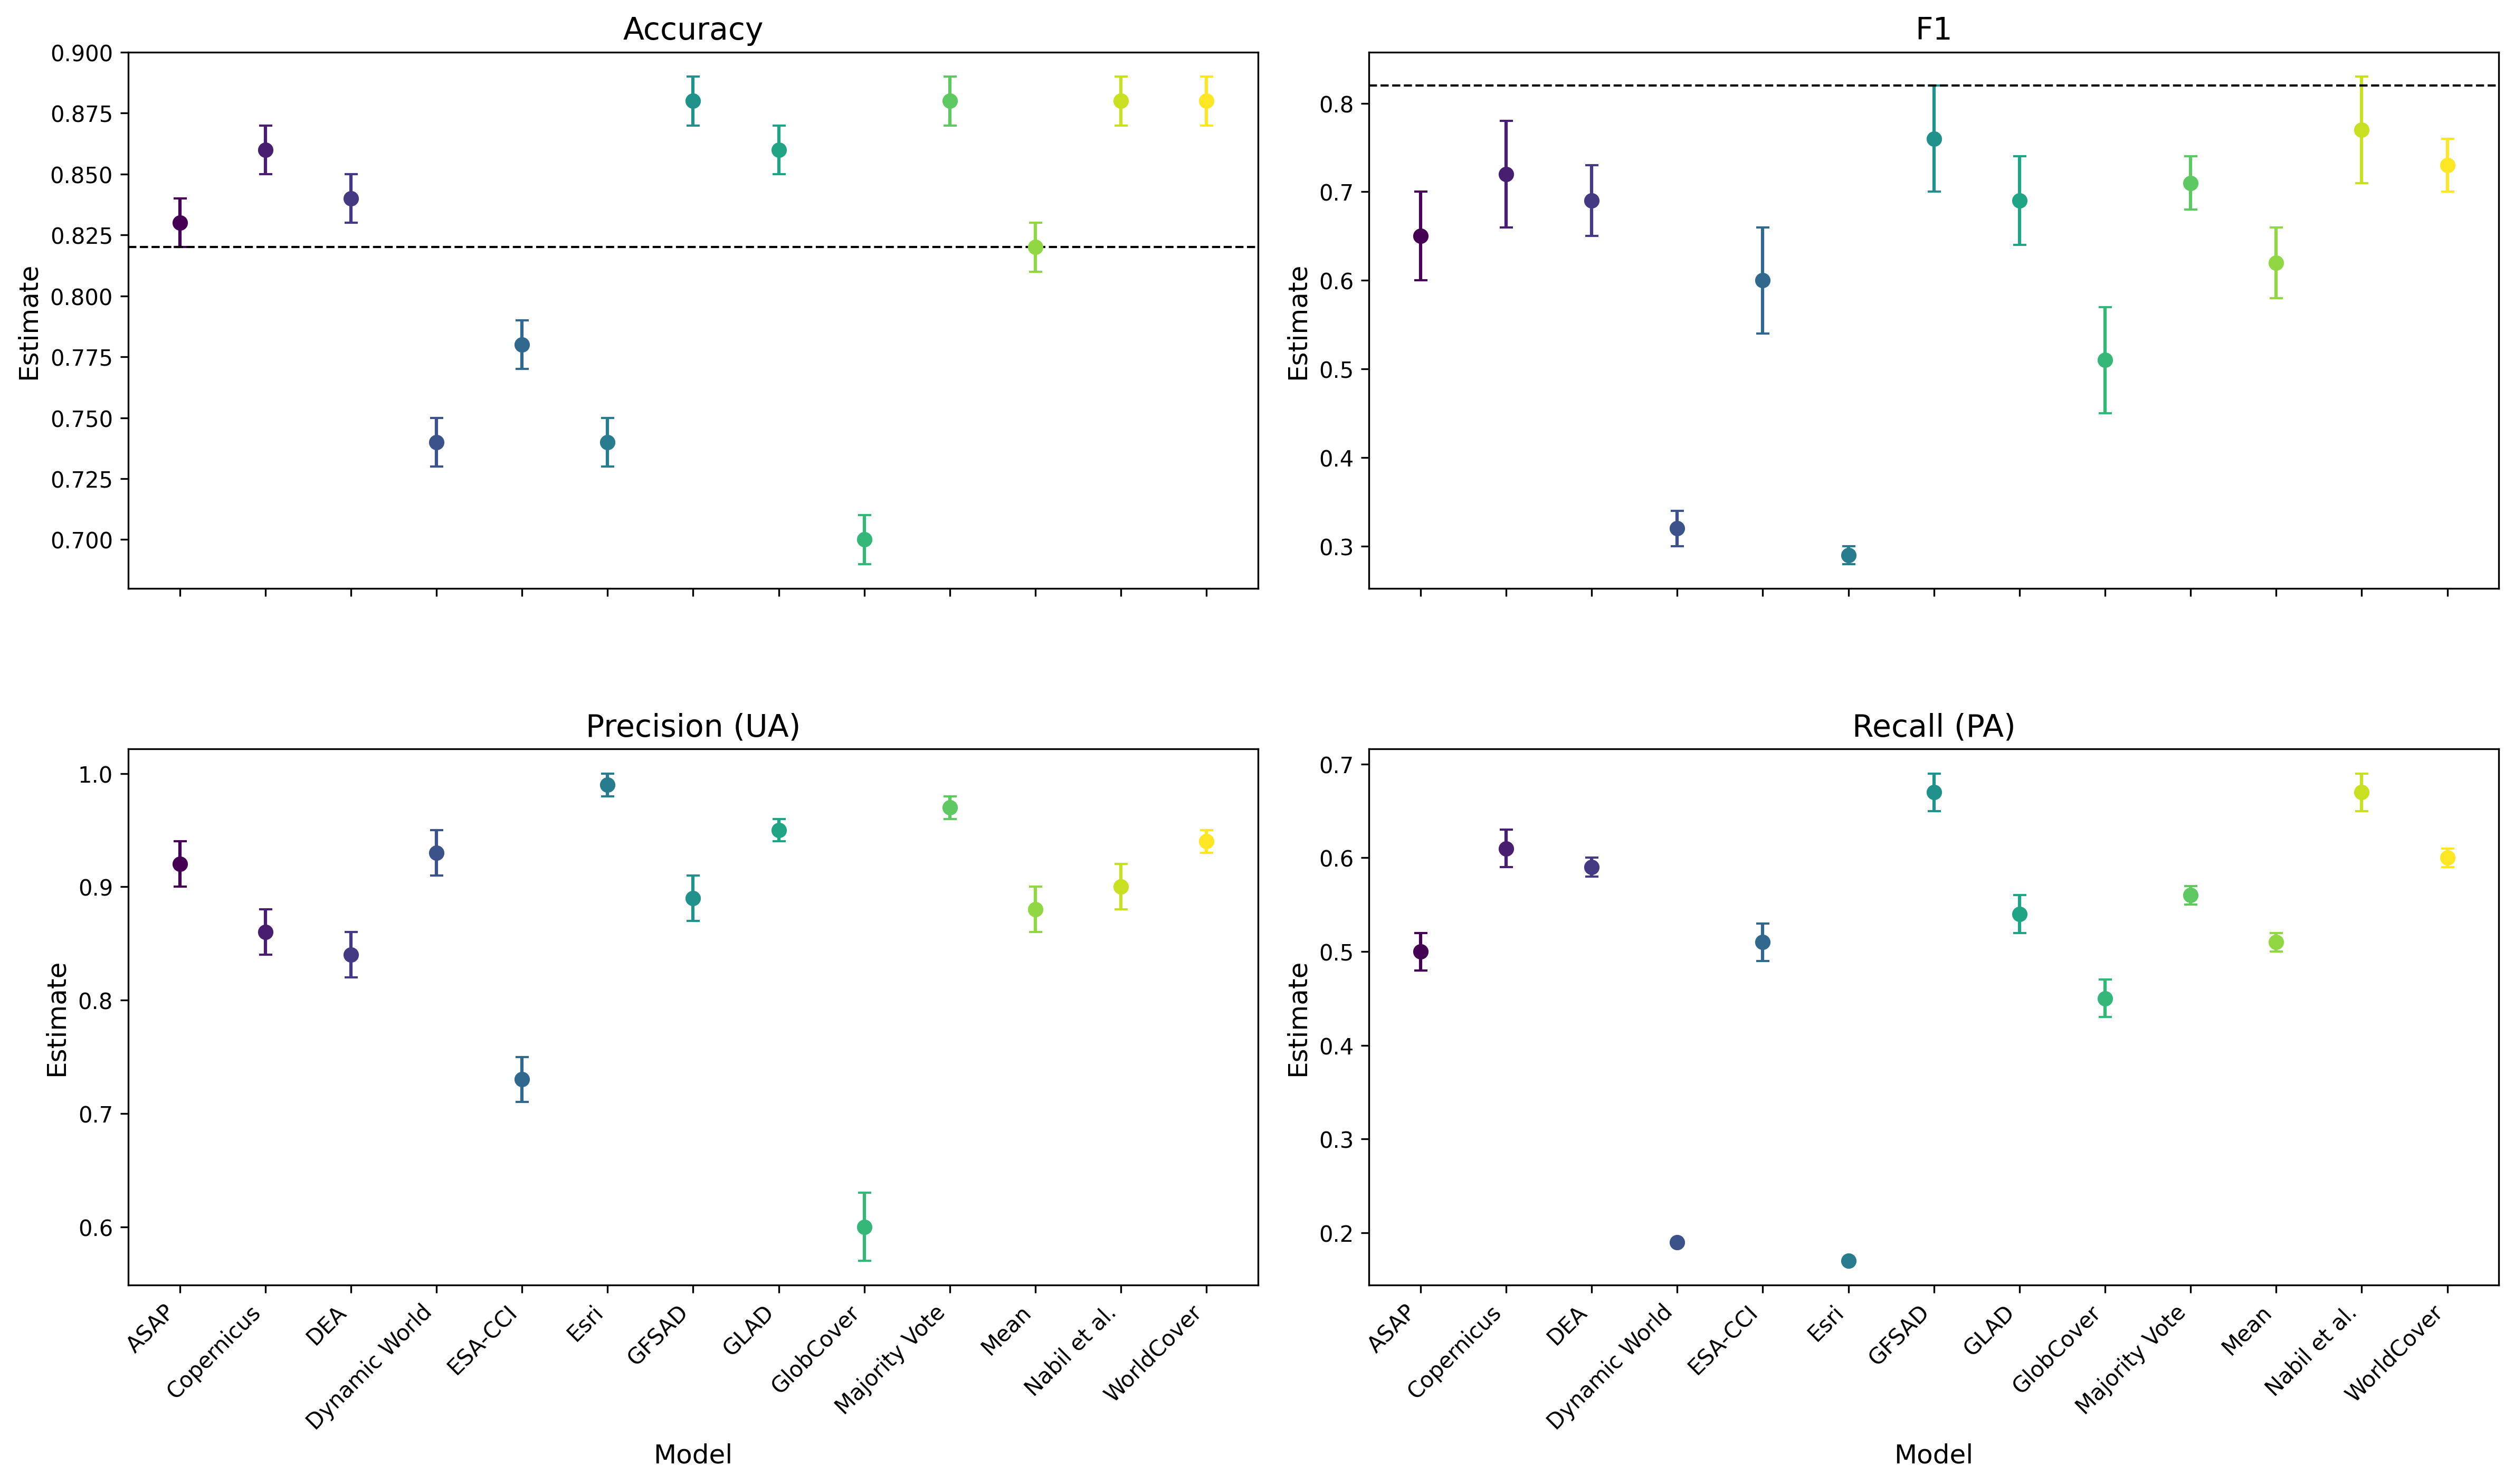 Accuracy
0.900
0.875
0.850
0.825
0.800
0.775
0.750
0.725
0.700
Estimate
F1
0.8
0.7
0.6
0.5
0.4
0.3
Estimate
Precision (UA)
1.0
0.9
0.8
0.7
0.6
Estimate
ASAP
Copernicus
DEA
Dynamic World
ESA-CCI
Esri
GFSAD
GLAD
GlobCover
Majority Vote
Mean
Nabil et al.
WorldCover
Model
Recall (PA)
0.7
0.6
0.5
0.4
0.3
0.2
Estimate
ASAP
Copernicus
DEA
Dynamic World
ESA-CCI
Esri
GFSAD
GLAD
GlobCover
Majority Vote
Mean
Nabil et al.
WorldCover
Model